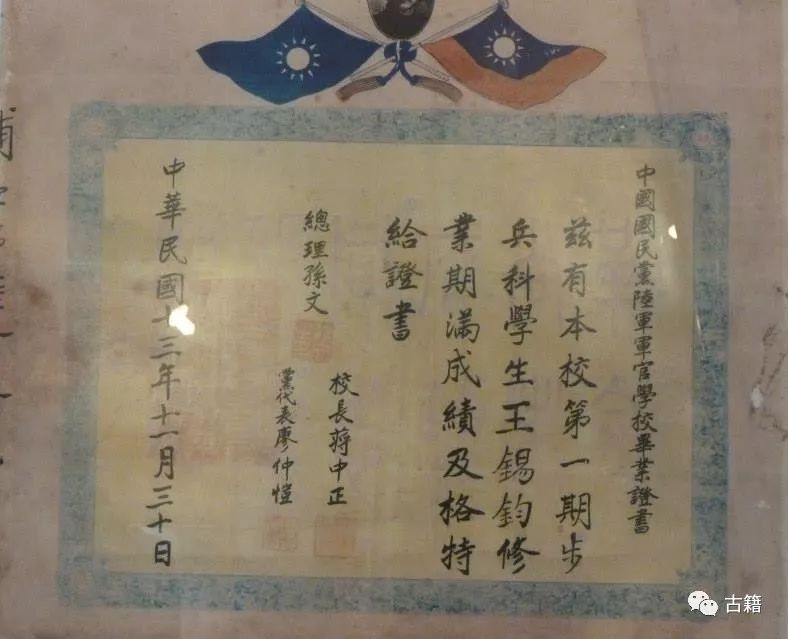 中國國民黨陸軍軍官學校畢業證書
茲有本校第一期步
兵科學生王錫鈞修
業期滿成績及格特
給證書
總理孫文
校長蔣中正
黨代表廖仲愷
中華民國十三年十一月三十日
古籍